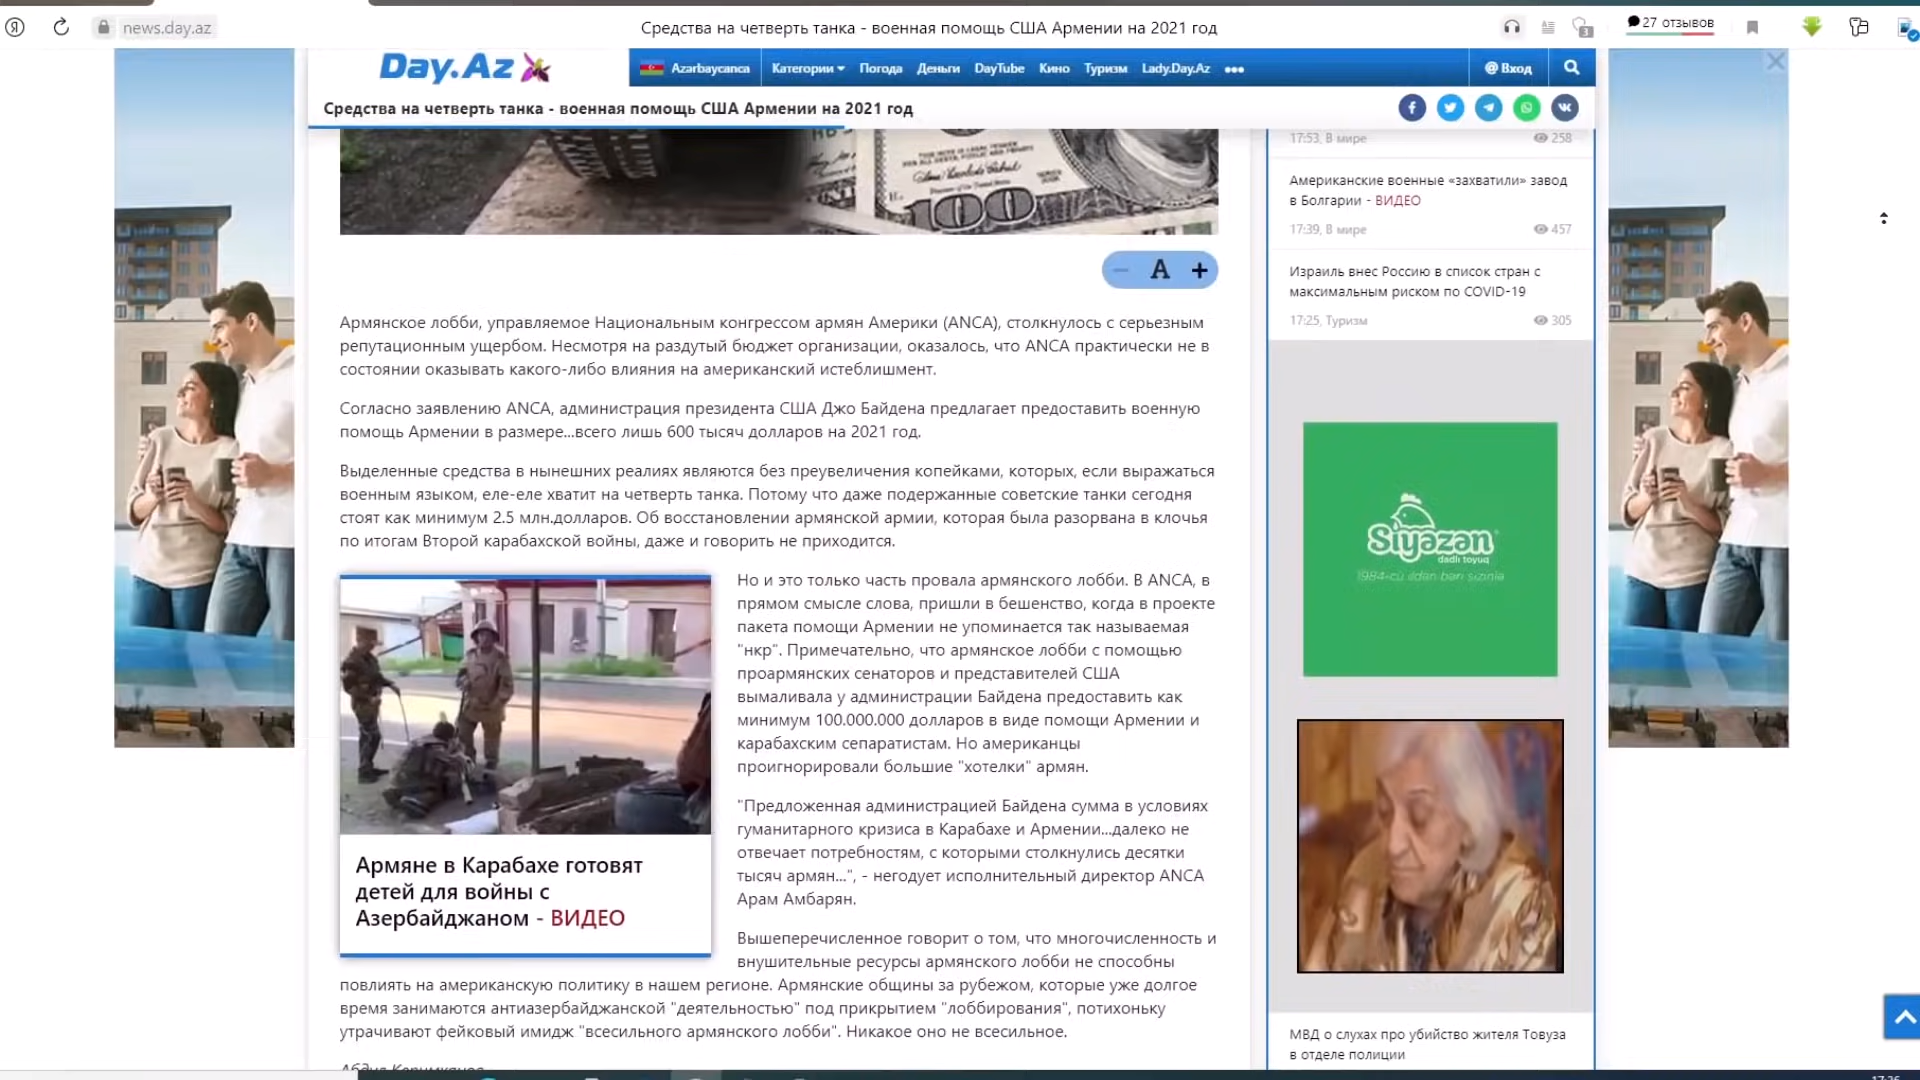 news.day.az
Средства на четверть танка - военная помощь США Армении на 2021 год
27 отзывов
3
Day.Az
Azərbaycanca
Категории
Погода
Деньги
DayTube
Кино
Туризм
Lady.Day.Az
Вход
Средства на четверть танка - военная помощь США Армении на 2021 год
100
A
Армянское лобби, управляемое Национальным конгрессом армян Америки (ANCA), столкнулось с серьезным
репутационным ущербом. Несмотря на раздутый бюджет организации, оказалось, что ANCA практически не в
состоянии оказывать какого-либо влияния на американский истеблишмент.
Согласно заявлению ANCA, администрация президента США Джо Байдена предлагает предоставить военную
помощь Армении в размере...всего лишь 600 тысяч долларов на 2021 год.
Выделенные средства в нынешних реалиях являются без преувеличения копейками, которых, если выражаться
военным языком, еле-еле хватит на четверть танка. Потому что даже подержанные советские танки сегодня
стоят как минимум 2.5 млн.долларов. Об восстановлении армянской армии, которая была разорвана в клочья
по итогам Второй карабахской войны, даже и говорить не приходится.
Но и это только часть провала армянского лобби. В ANCA, в
прямом смысле слова, пришли в бешенство, когда в проекте
пакета помощи Армении не упоминается так называемая
"нкр". Примечательно, что армянское лобби с помощью
проармянских сенаторов и представителей США
вымаливала у администрации Байдена предоставить как
минимум 100.000.000 долларов в виде помощи Армении и
карабахским сепаратистам. Но американцы
проигнорировали большие "хотелки" армян.
"Предложенная администрацией Байдена сумма в условиях
гуманитарного кризиса в Карабахе и Армении...далеко не
отвечает потребностям, с которыми столкнулись десятки
тысяч армян...", - негодует исполнительный директор ANCA
Арам Амбарян.
Вышеперечисленное говорит о том, что многочисленность и
внушительные ресурсы армянского лобби не способны
повлиять на американскую политику в нашем регионе. Армянские общины за рубежом, которые уже долгое
время занимаются антиазербайджанской "деятельностью" под прикрытием "лоббирования", потихоньку
утрачивают фейковый имидж "всесильного армянского лобби". Никакое оно не всесильное.
Армяне в Карабахе готовят
детей для войны с
Азербайджаном - ВИДЕО
17:53, В мире
258
Американские военные «захватили» завод
в Болгарии - ВИДЕО
17:39, В мире
457
Израиль внес Россию в список стран с
максимальным риском по COVID-19
17:25, Туризм
305
Siyəzən
dadlı toyuq
1984-cü ildən bəri sizinlə
МВД о слухах про убийство жителя Товуза
в отделе полиции